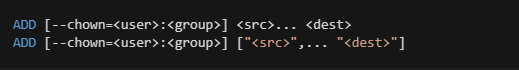 ADD [--chown=<user>:<group>] <src>... <dest>
ADD [--chown=<user>:<group>] ["<src>",... "<dest>"]